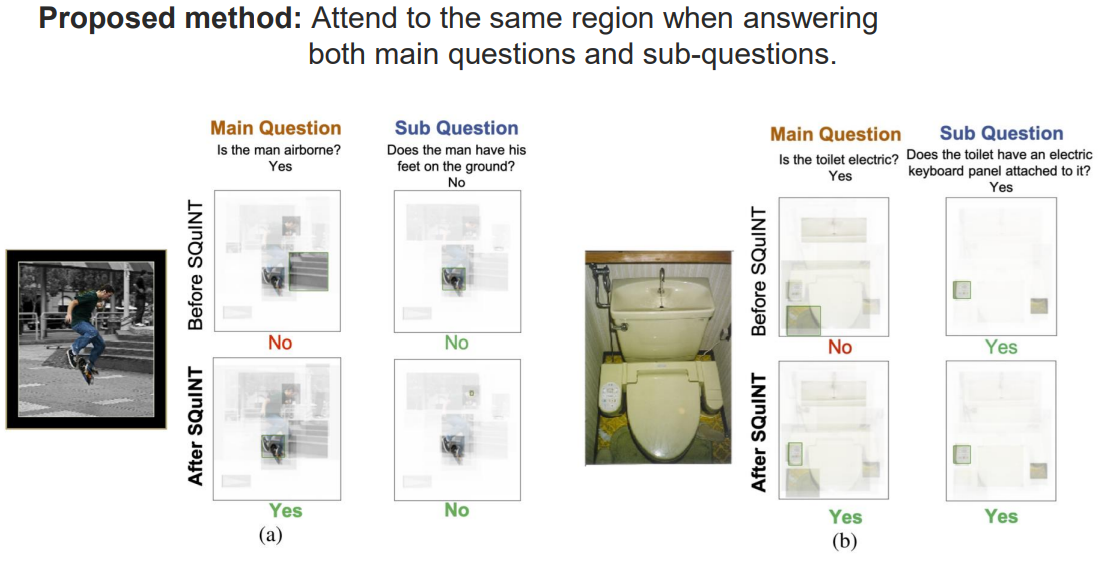 Proposed method: Attend to the same region when answering
both main questions and sub-questions.
Main Question
Is the man airborne?
Yes
Sub Question
Does the man have his
feet on the ground?
No
Before SQuINT
No
No
After SQuINT
Yes
No
(a)
Main Question
Is the toilet electric?
Yes
Sub Question
Does the toilet have an electric
keyboard panel attached to it?
Yes
Before SQuINT
No
Yes
After SQuINT
Yes
Yes
(b)